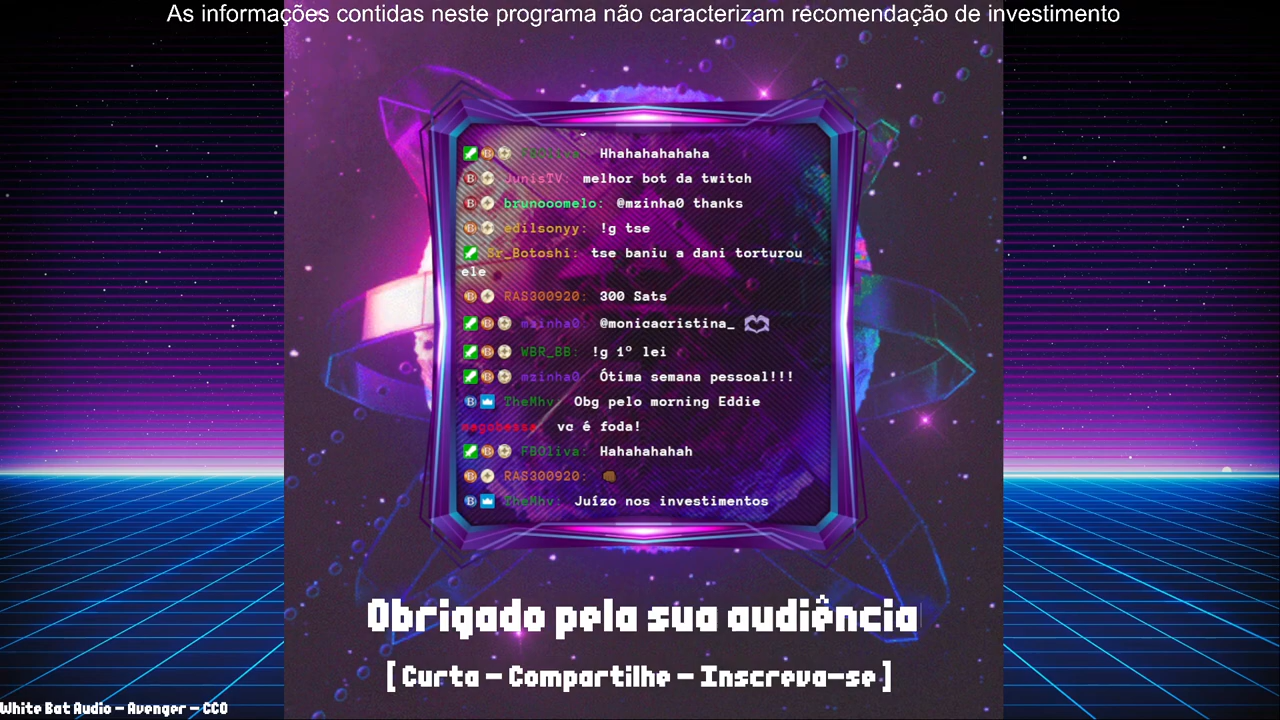 As informações contidas neste programa não caracterizam recomendação de investimento
FBOliva: Hhahahahahaha
JunisTV: melhor bot da twitch
brunooomelo: @mzinha0 thanks
edilsonyy: !g tse
Sr_Botoshi: tse baniu a dani torturou
ele
RAS300920: 300 Sats
mzinha0: @monicacristina_
WBR_BB: !g 1º lei
mzinha0: Ótima semana pessoal!!!
TheMhv: Obg pelo morning Eddie
vc é foda!
FBOliva: Hahahahahah
RAS300920:
TheMhv: Juízo nos investimentos
Obrigado pela sua audiência
[ Curta - Compartilhe - Inscreva-se ]
White Bat Audio - Avenger - CC0